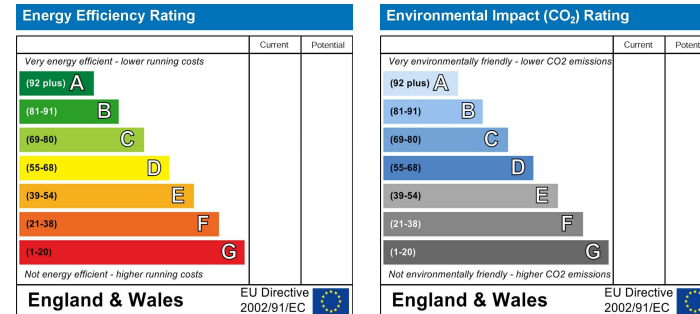 Energy Efficiency Rating
Current Potential
Very energy efficient - lower running costs
(92 plus) A
(81-91) B
(69-80) C
(55-68) D
(39-54) E
(21-38) F
(1-20) G
Not energy efficient - higher running costs
England & Wales
EU Directive
2002/91/EC
Environmental Impact (CO₂) Rating
Current Potent
Very environmentally friendly - lower CO2 emissions
(92 plus) A
(81-91) B
(69-80) C
(55-68) D
(39-54) E
(21-38) F
(1-20) G
Not environmentally friendly - higher CO2 emissions
England & Wales
EU Directive
2002/91/EC